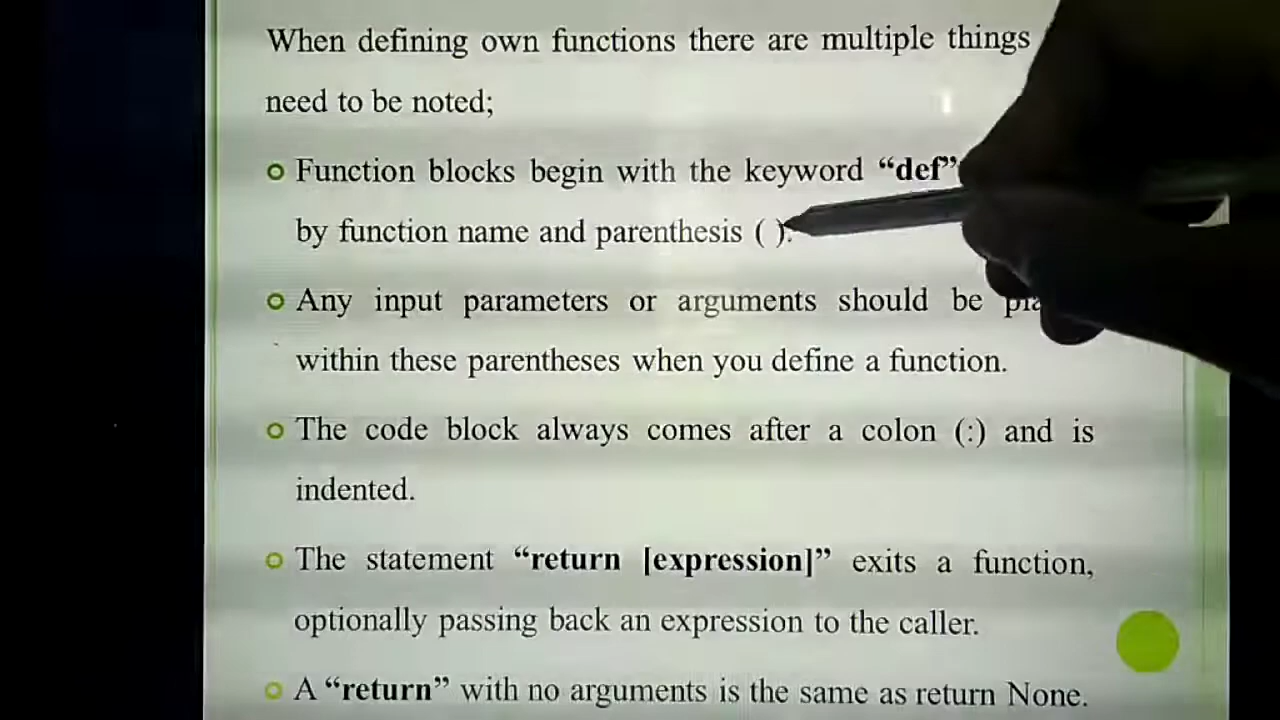 When defining own functions there are multiple things
need to be noted;
Function blocks begin with the keyword “def”
by function name and parenthesis ( ).
Any input parameters or arguments should be
within these parentheses when you define a function.
The code block always comes after a colon (:) and is
indented.
The statement “return [expression]” exits a function,
optionally passing back an expression to the caller.
A “return” with no arguments is the same as return None.